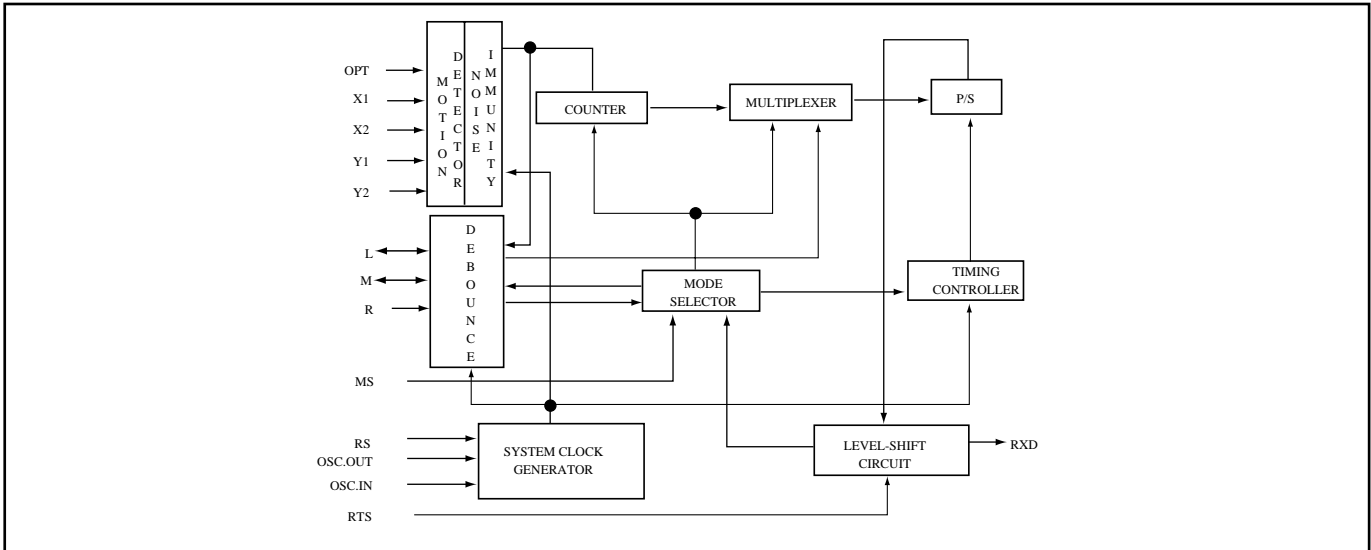 OPT
X1
X2
Y1
Y2
MOTION
DETECTOR
NOISE
IMMUNITY
COUNTER
MULTIPLEXER
P/S
L
M
R
DEBOUNCE
MODE
SELECTOR
TIMING
CONTROLLER
MS
RS
OSC.OUT
OSC.IN
RTS
SYSTEM CLOCK
GENERATOR
LEVEL-SHIFT
CIRCUIT
RXD